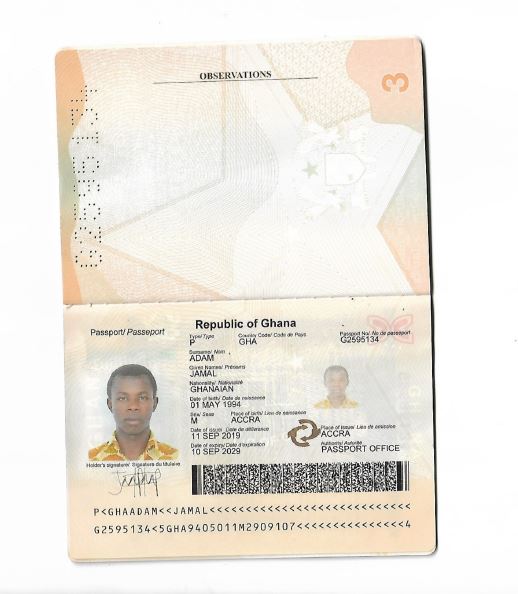 OBSERVATIONS
3
G2595134
Passport/ Passeport
Republic of Ghana
Type/ Type
Country Code/ Code de Pays
Passport No/ No de passeport
P
GHA
G2595134
Surname/ Nom
ADAM
Given Names/ Prénoms
JAMAL
Nationality/ Nationalité
GHANAIAN
Date of birth/ Date de naissance
01 MAY 1994
Sex/ Sexe
Place of birth/ Lieu de naissance
M
ACCRA
Date of issue/ Date de délivrance
Place of issue/ Lieu de émission
11 SEP 2019
ACCRA
Date of expiry/ Date d'expiration
Authority/ Autorité
10 SEP 2029
PASSPORT OFFICE
Holder's signature/ Signature du titulaire
P<GHAADAM<<JAMAL<<<<<<<<<<<<<<<<<<<<<<<<<<<<
G2595134<5GHA9405011M2909107<<<<<<<<<<<<<<<4